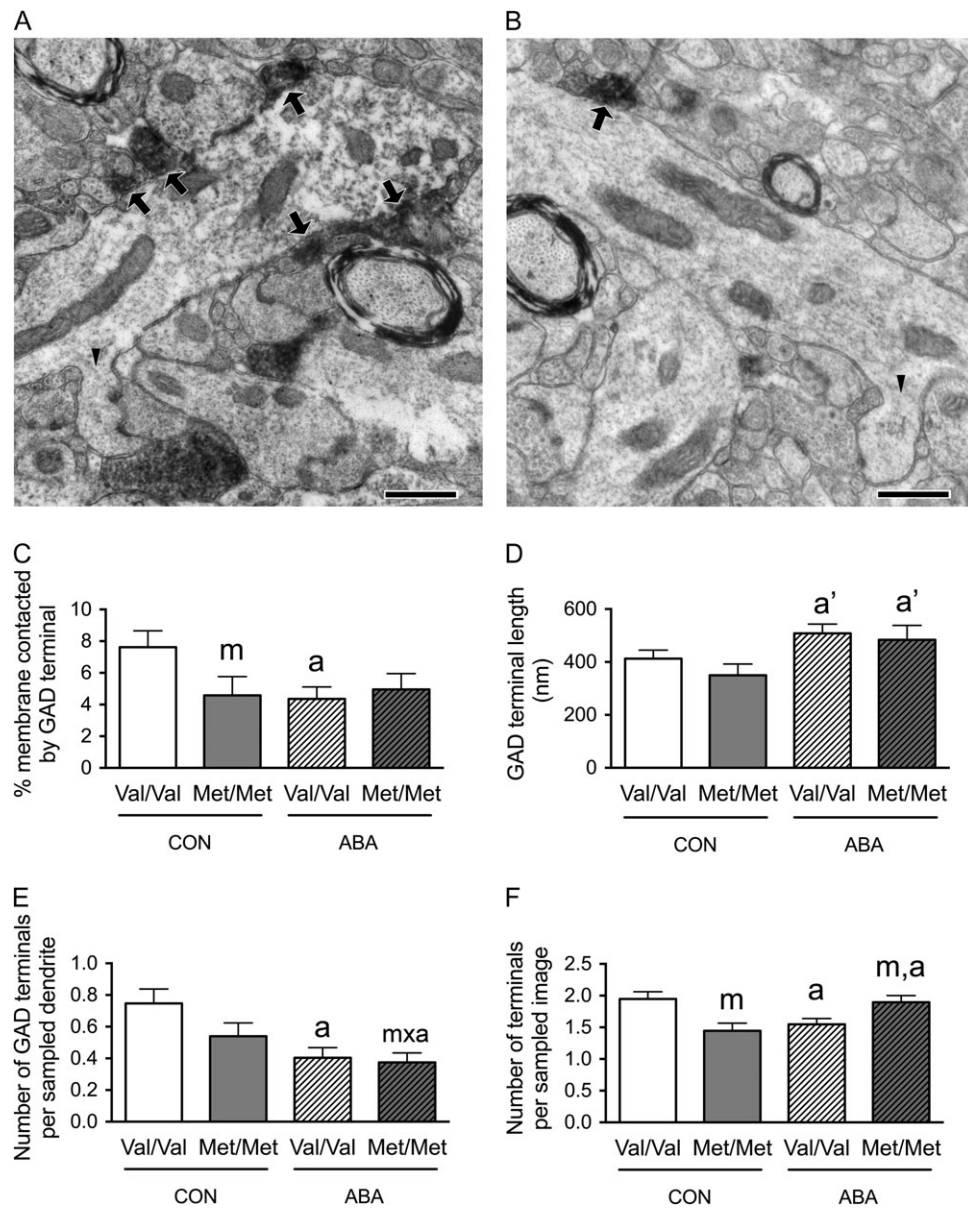 A
B
C
% membrane contacted
by GAD terminal
10
8
6
4
2
0
m
a
Val/Val Met/Met Val/Val Met/Met
CON ABA
D
GAD terminal length
(nm)
600
400
200
0
a’ a’
Val/Val Met/Met Val/Val Met/Met
CON ABA
E
Number of GAD terminals
per sampled dendrite
1.0
0.8
0.6
0.4
0.2
0.0
a
mxa
Val/Val Met/Met Val/Val Met/Met
CON ABA
F
Number of terminals
per sampled image
2.5
2.0
1.5
1.0
0.5
0.0
m
a
m,a
Val/Val Met/Met Val/Val Met/Met
CON ABA